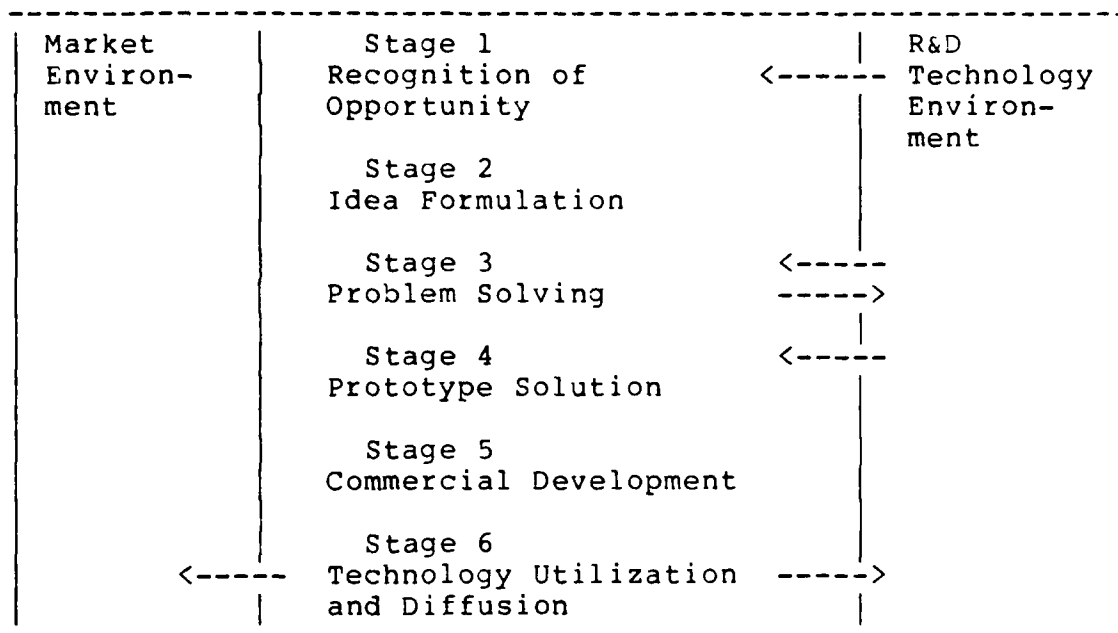 Market Stage 1 R&D
Environ- Recognition of <------ Technology
ment Opportunity Environ-
ment
Stage 2
Idea Formulation
Stage 3 <-----
Problem Solving ----->
Stage 4 <-----
Prototype Solution
Stage 5
Commercial Development
Stage 6
<----- Technology Utilization ----->
and Diffusion